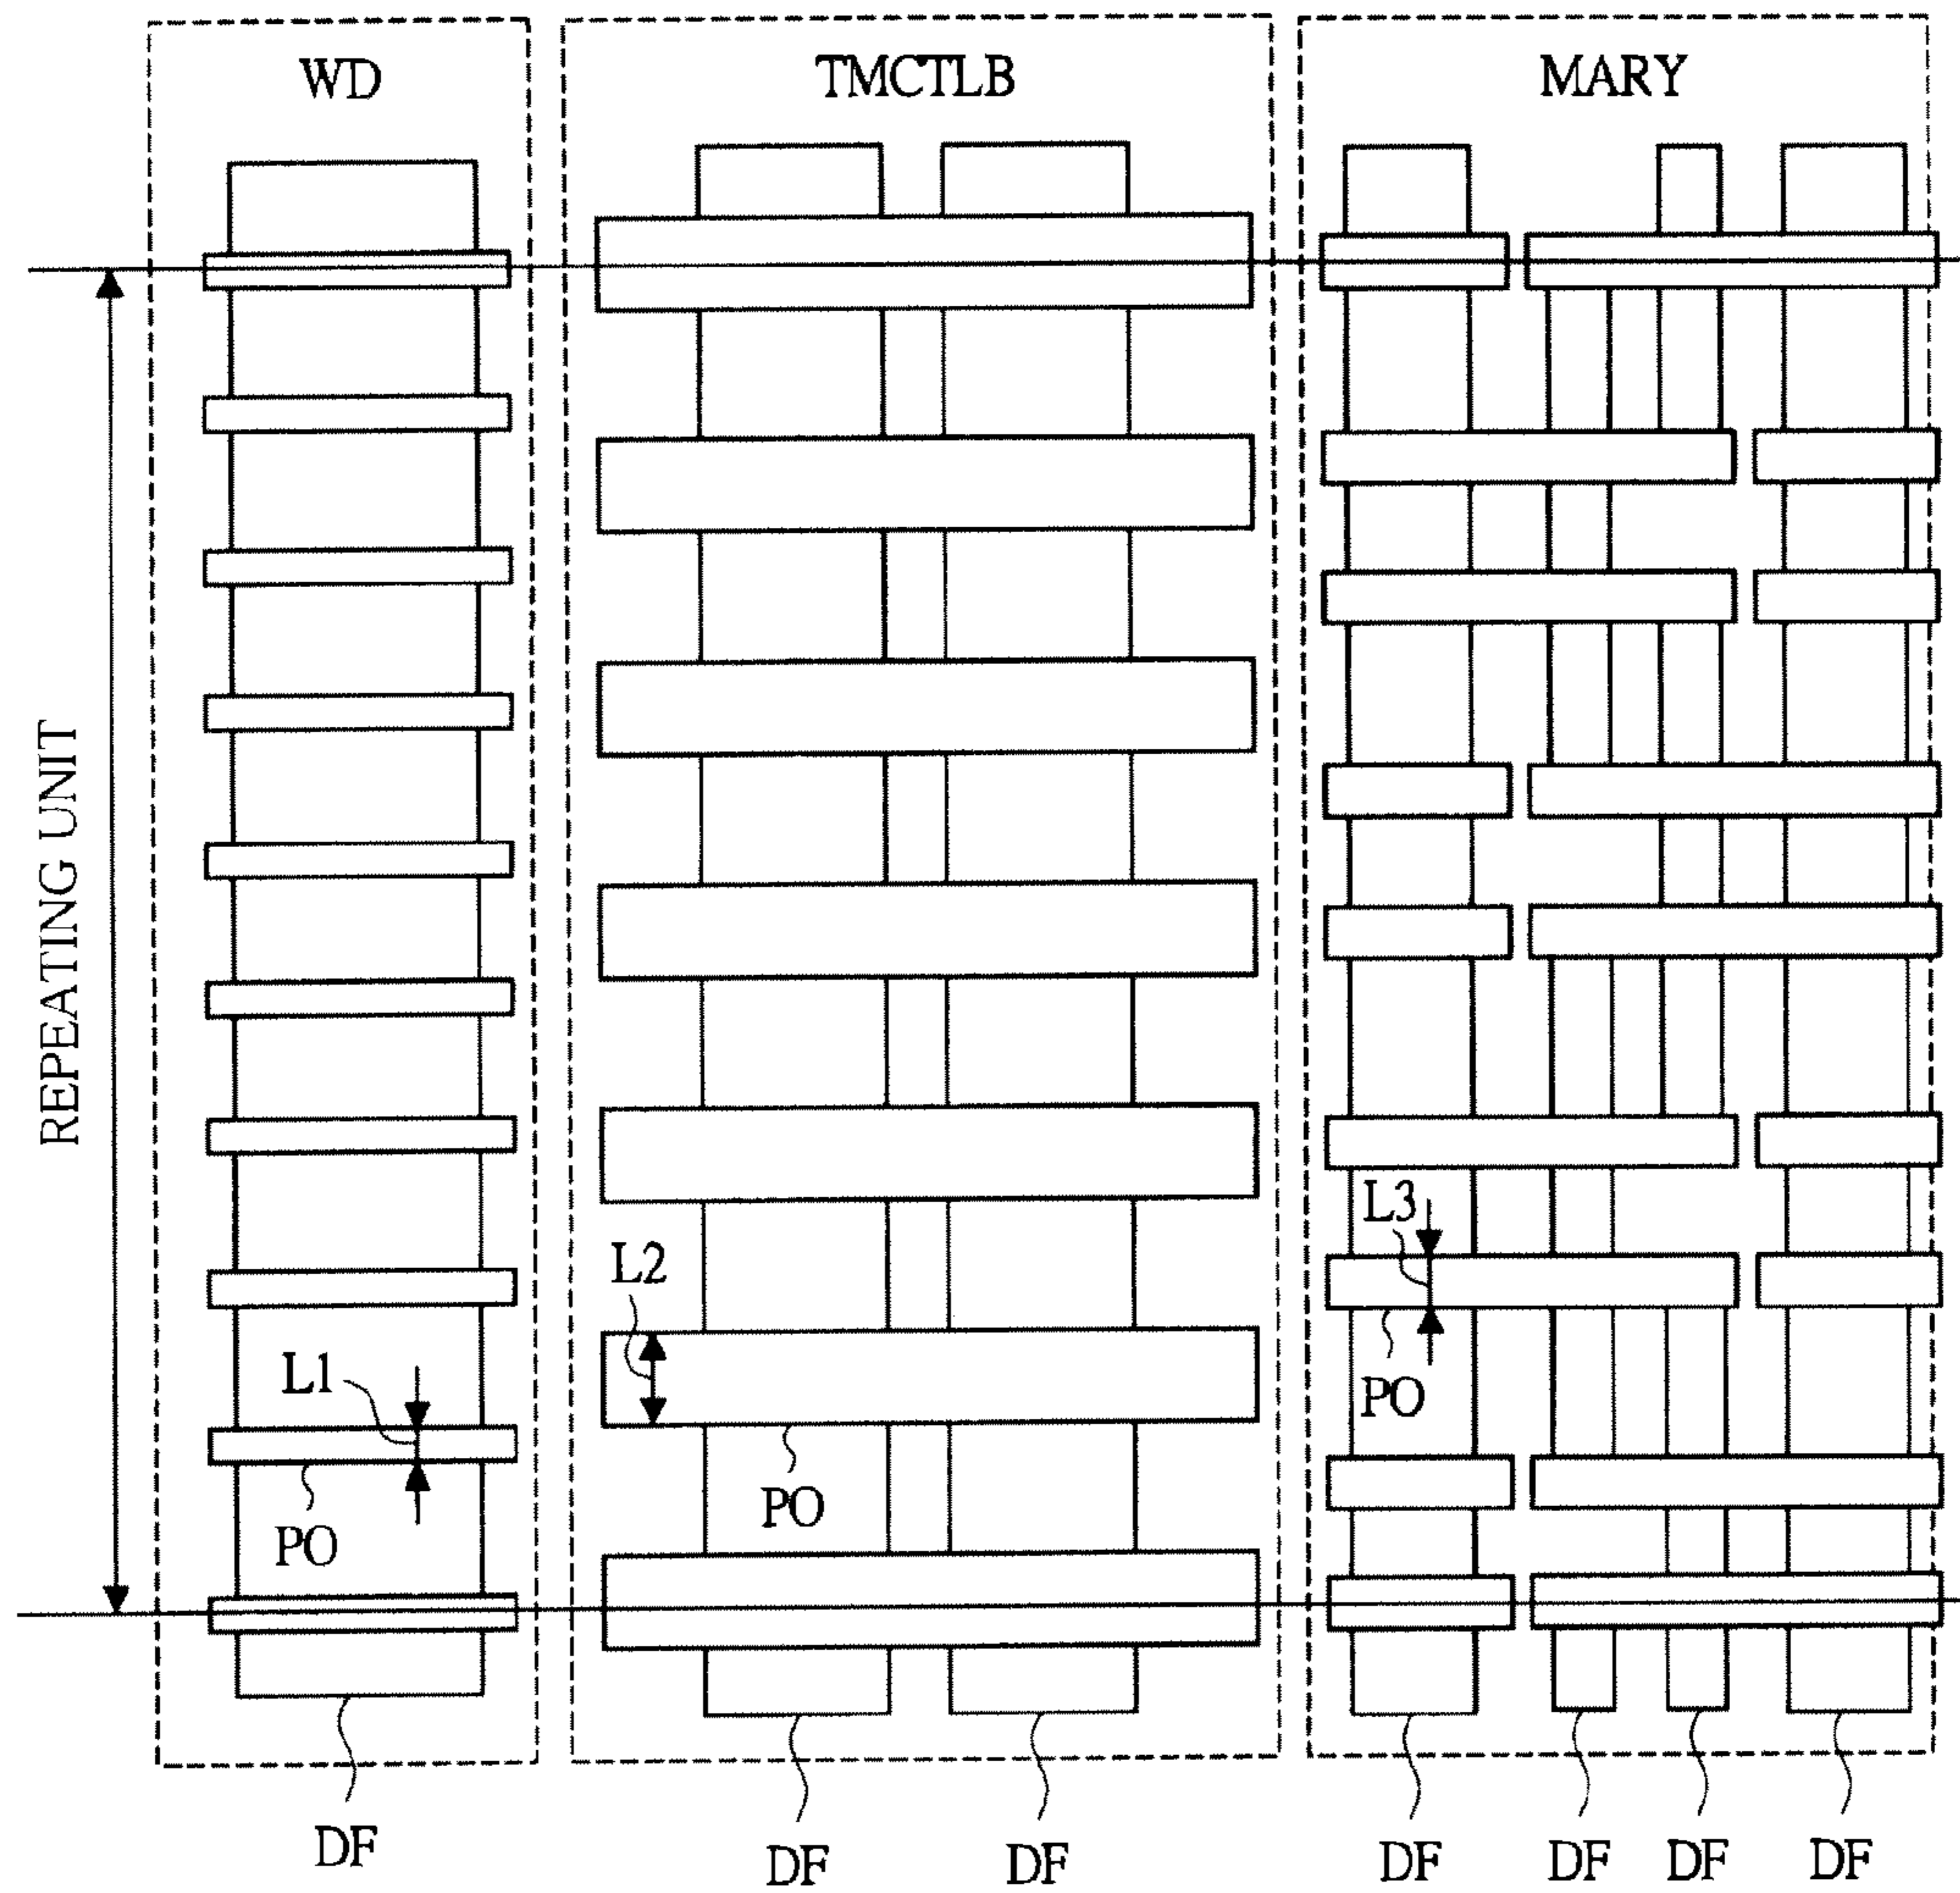 WD
TMCTLB
MARY
REPEATING UNIT
L1
PO
L2
PO
L3
PO
DF
DF
DF
DF
DF
DF
DF